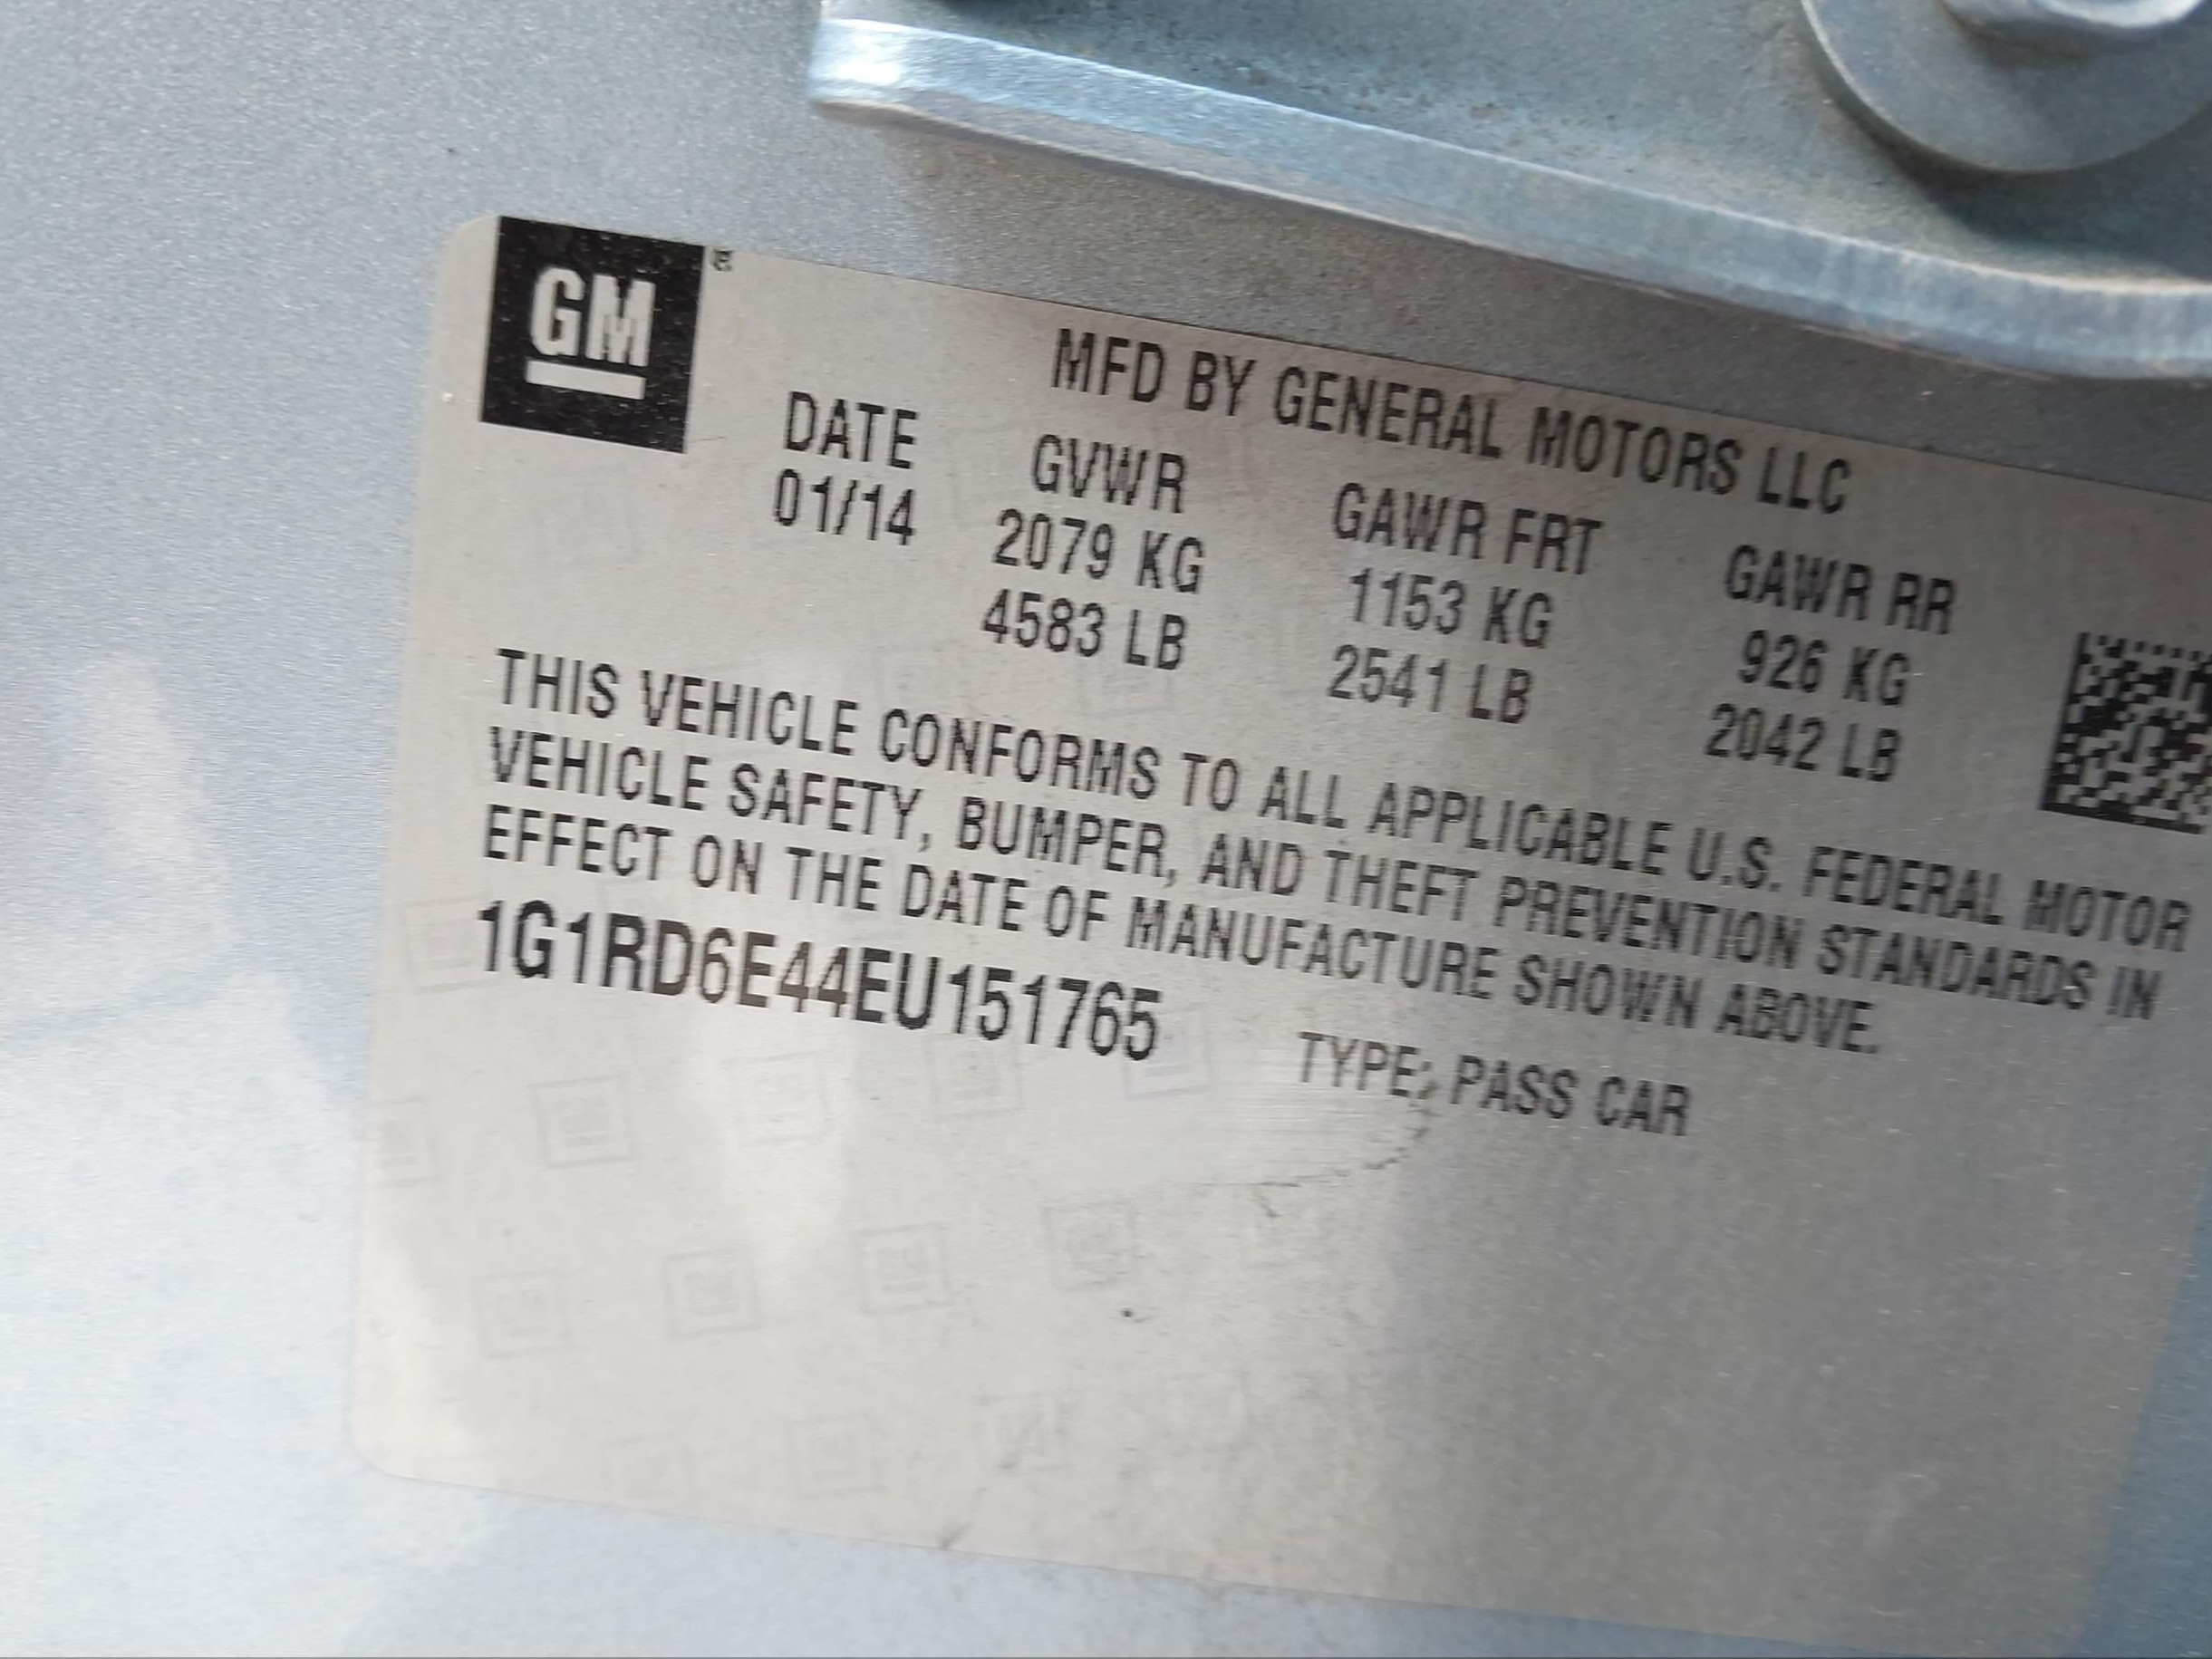 GM
MFD BY GENERAL MOTORS LLC
DATE GVWR GAWR FRT GAWR RR
01/14 2079 KG 1153 KG 926 KG
4583 LB 2541 LB 2042 LB
THIS VEHICLE CONFORMS TO ALL APPLICABLE U.S. FEDERAL MOTOR
VEHICLE SAFETY, BUMPER, AND THEFT PREVENTION STANDARDS IN
EFFECT ON THE DATE OF MANUFACTURE SHOWN ABOVE.
1G1RD6E44EU151765 TYPE: PASS CAR